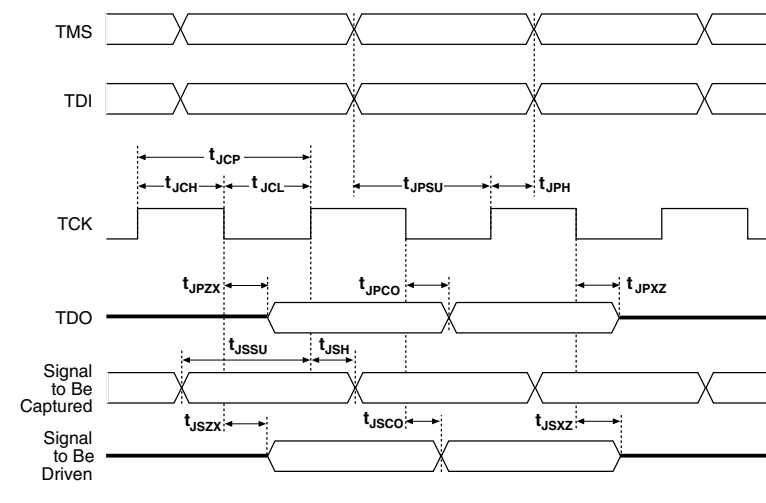 TMS
TDI
tJCP
tJCH
tJCL
tJPSU
tJPH
TCK
tJPZX
tJPCO
tJPXZ
TDO
tJSSU
tJSH
Signal
to Be
Captured
tJSZX
tJSCO
tJSXZ
Signal
to Be
Driven